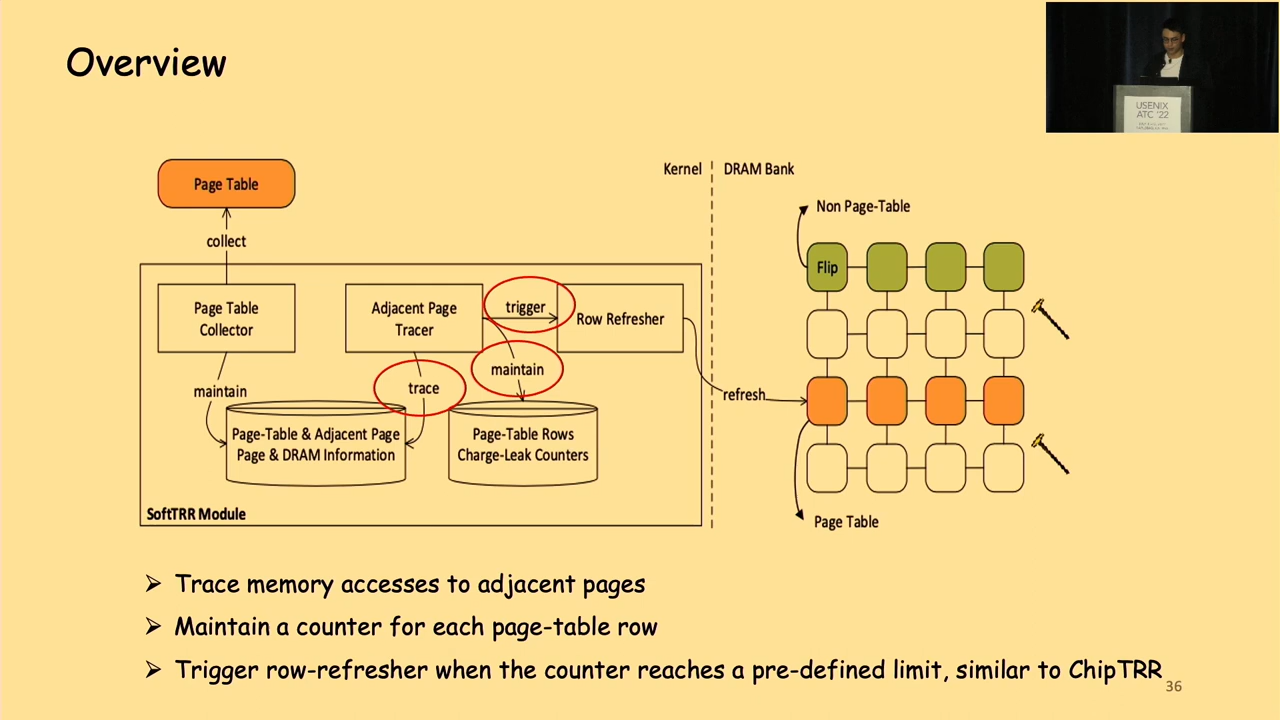 Overview
USENIX
ATC '22
Kernel
DRAM Bank
Page Table
collect
Non Page-Table
Flip
Page Table
Collector
Adjacent Page
Tracer
trigger
Row Refresher
maintain
trace
maintain
refresh
Page-Table & Adjacent Page
Page & DRAM Information
Page-Table Rows
Charge-Leak Counters
SoftTRR Module
Page Table
➢ Trace memory accesses to adjacent pages
➢ Maintain a counter for each page-table row
➢ Trigger row-refresher when the counter reaches a pre-defined limit, similar to ChipTRR
36